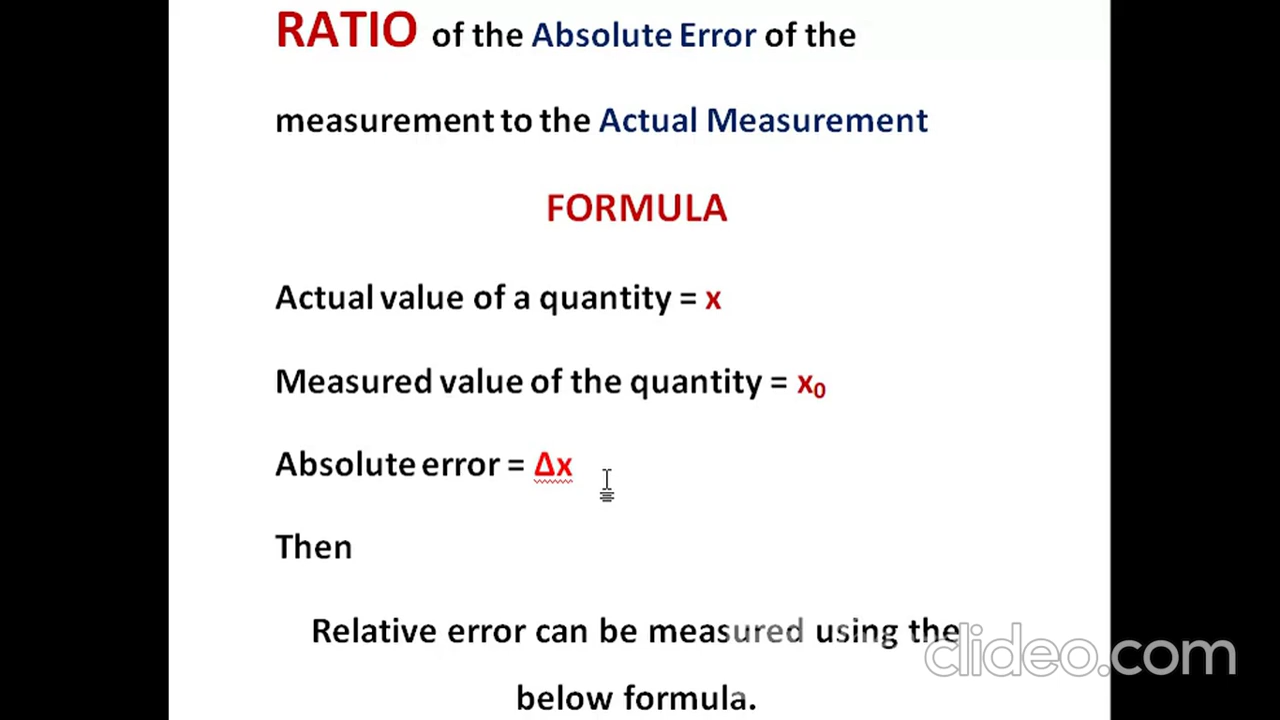 RATIO of the Absolute Error of the
measurement to the Actual Measurement
FORMULA
Actual value of a quantity = x
Measured value of the quantity = x₀
Absolute error = Δx
Then
Relative error can be measured using the
below formula.
clideo.com